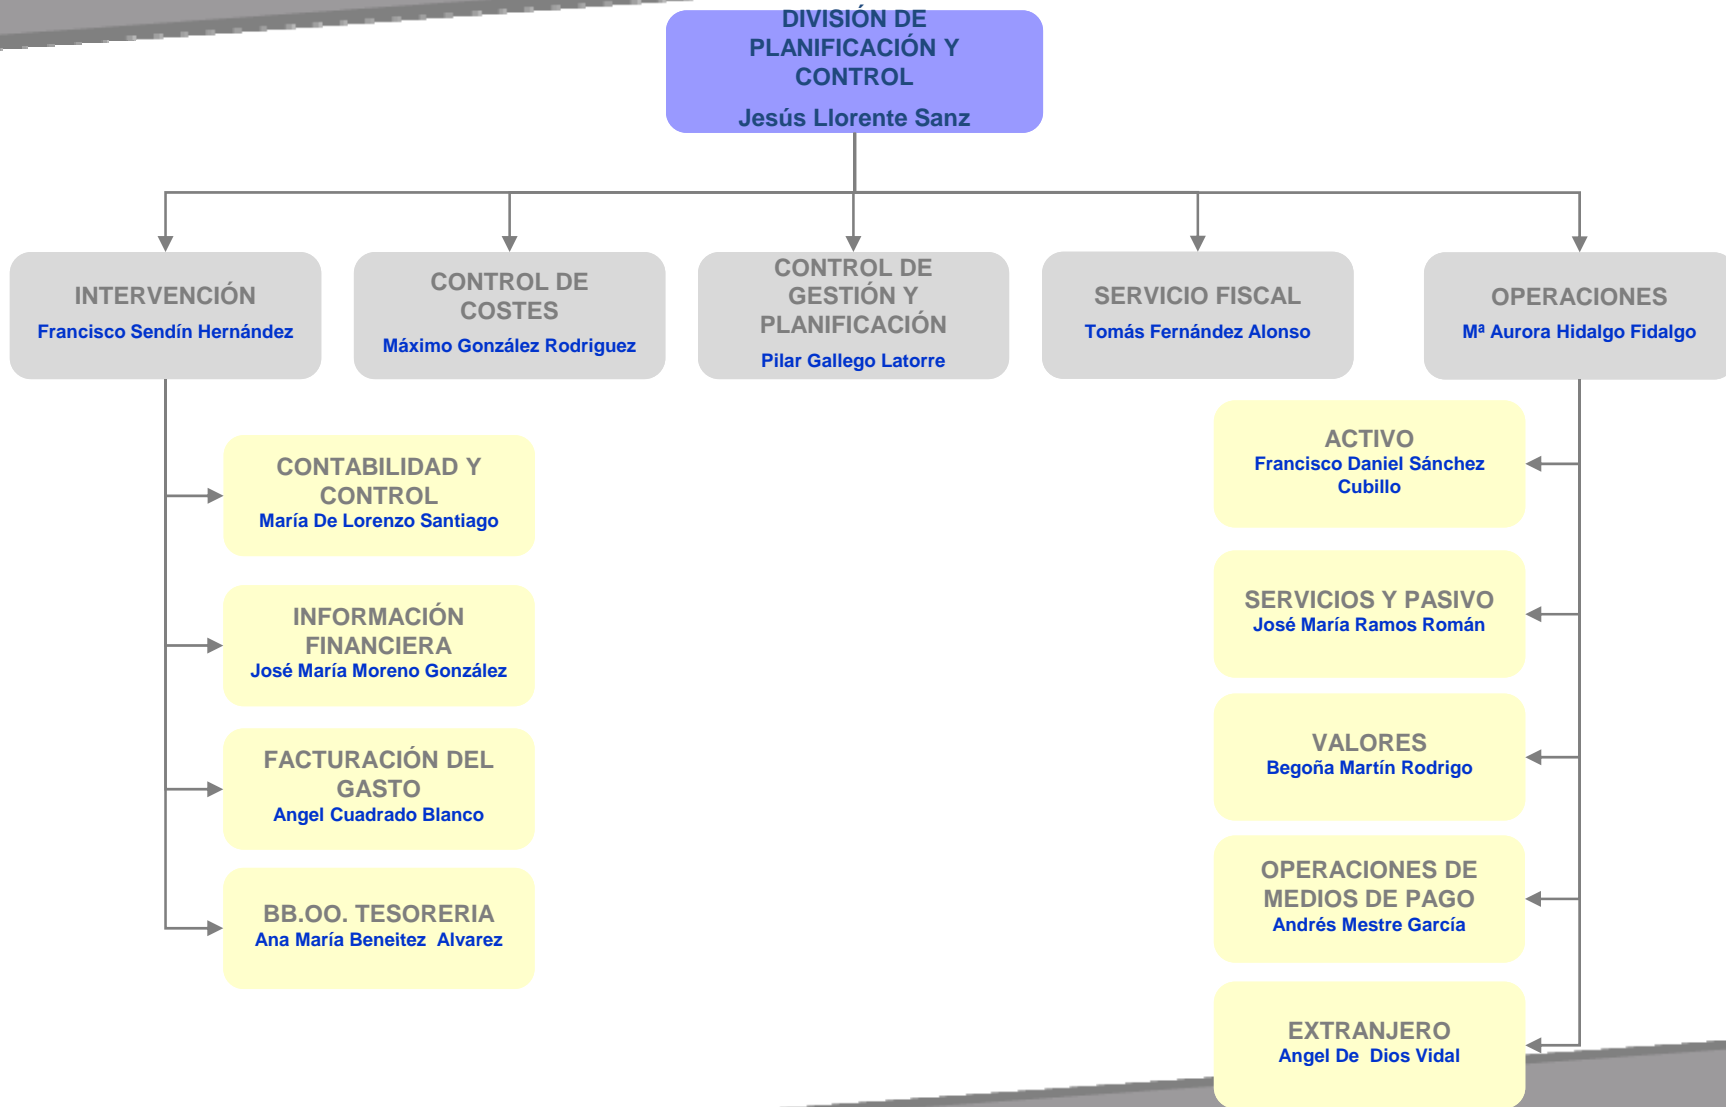 DIVISIÓN DE
PLANIFICACIÓN Y
CONTROL
Jesús Llorente Sanz
INTERVENCIÓN
Francisco Sendín Hernández
CONTROL DE
COSTES
Máximo González Rodriguez
CONTROL DE
GESTIÓN Y
PLANIFICACIÓN
Pilar Gallego Latorre
SERVICIO FISCAL
Tomás Fernández Alonso
OPERACIONES
Mª Aurora Hidalgo Fidalgo
CONTABILIDAD Y
CONTROL
María De Lorenzo Santiago
INFORMACIÓN
FINANCIERA
José María Moreno González
FACTURACIÓN DEL
GASTO
Angel Cuadrado Blanco
BB.OO. TESORERIA
Ana María Beneitez  Alvarez
ACTIVO
Francisco Daniel Sánchez
Cubillo
SERVICIOS Y PASIVO
José María Ramos Román
VALORES
Begoña Martín Rodrigo
OPERACIONES DE
MEDIOS DE PAGO
Andrés Mestre García
EXTRANJERO
Angel De  Dios Vidal